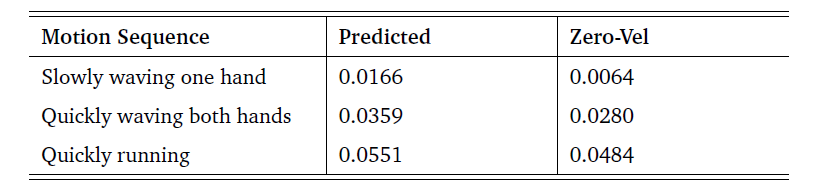 Motion Sequence Predicted Zero-Vel
Slowly waving one hand 0.0166 0.0064
Quickly waving both hands 0.0359 0.0280
Quickly running 0.0551 0.0484